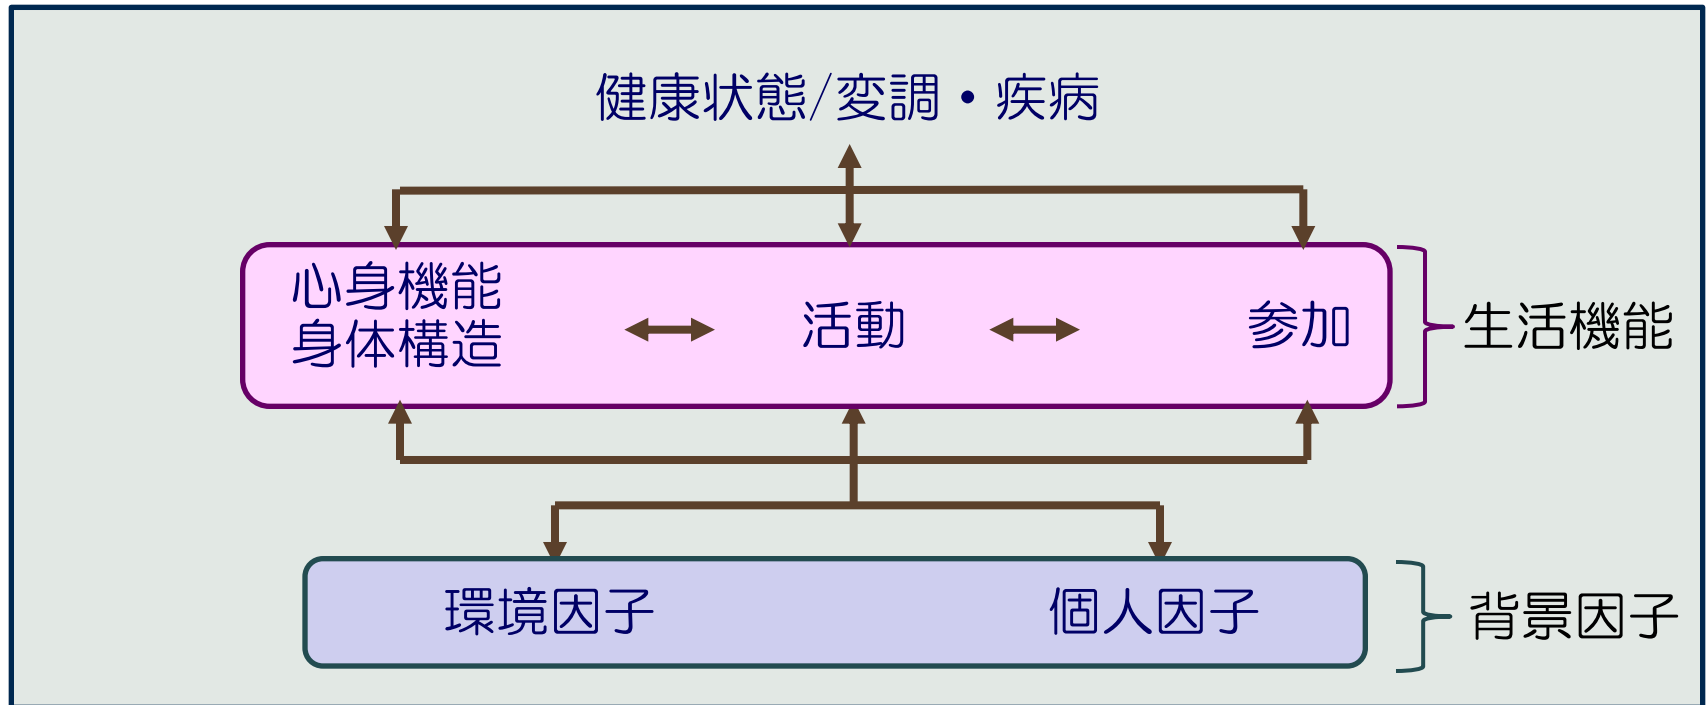 健康状態/変調・疾病
心身機能
身体構造
活動
参加
生活機能
環境因子
個人因子
背景因子